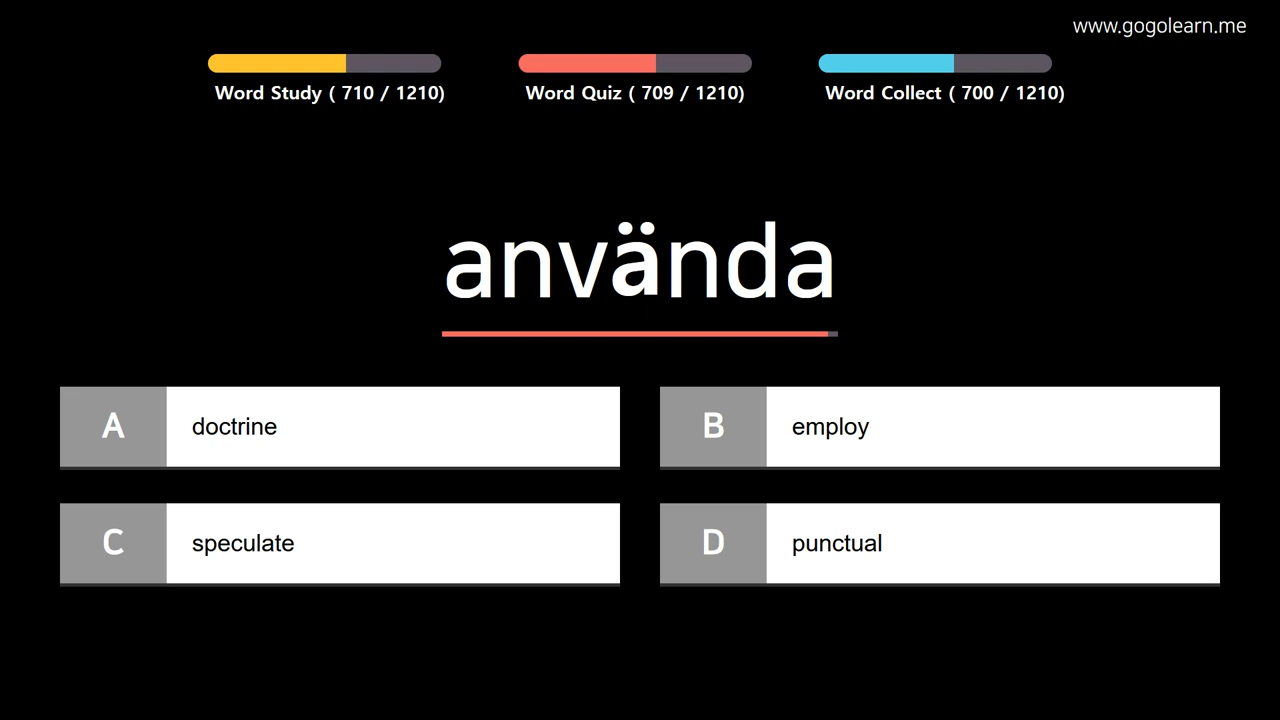 www.gogolearn.me
Word Study ( 710 / 1210)
Word Quiz ( 709 / 1210)
Word Collect ( 700 / 1210)
använda
A doctrine
B employ
C speculate
D punctual